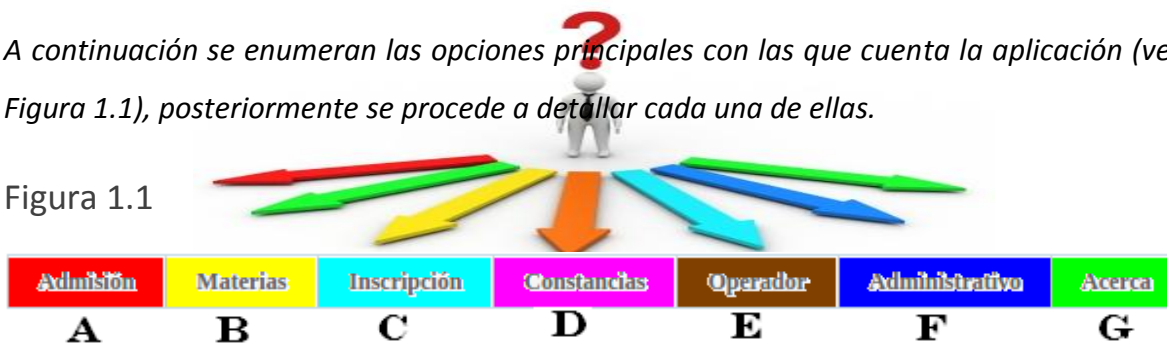 A continuación se enumeran las opciones principales con las que cuenta la aplicación (ve
Figura 1.1), posteriormente se procede a detallar cada una de ellas.
Figura 1.1
Admisión Materias Inscripción Constancias Operador Administrativo Acerca
A B C D E F G